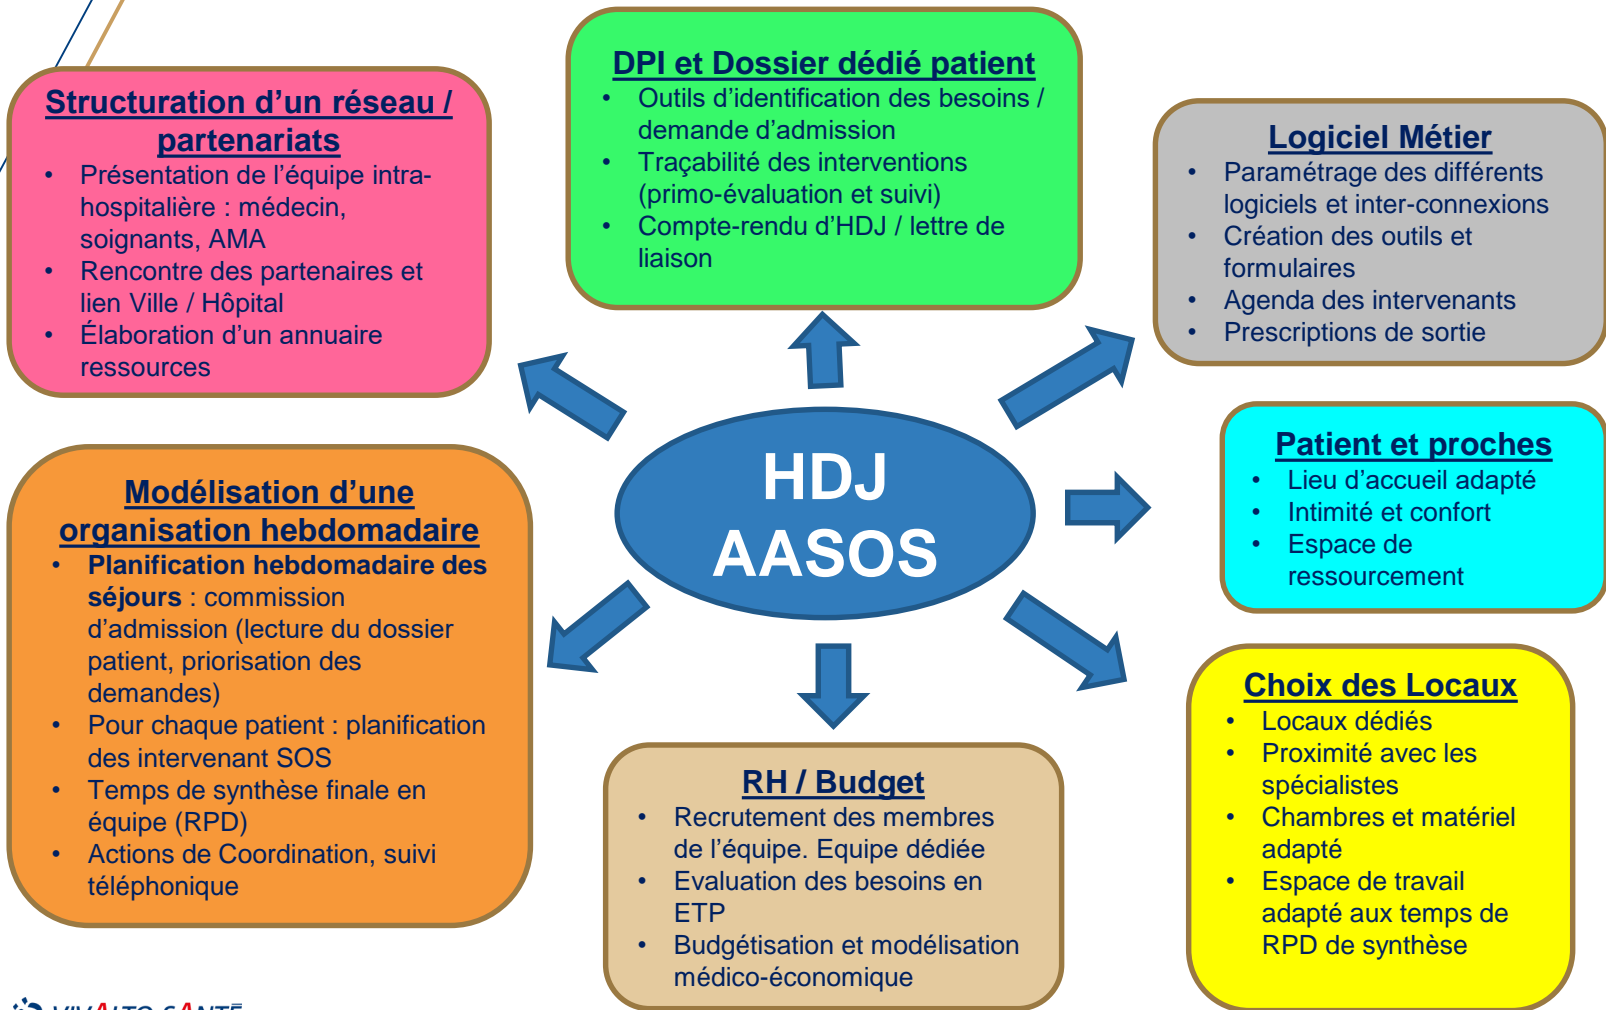 Structuration d’un réseau /
partenariats
• Présentation de l’équipe intra-
hospitalière : médecin,
soignants, AMA
• Rencontre des partenaires et
lien Ville / Hôpital
• Élaboration d’un annuaire
ressources
DPI et Dossier dédié patient
• Outils d’identification des besoins /
demande d’admission
• Traçabilité des interventions
(primo-évaluation et suivi)
• Compte-rendu d’HDJ / lettre de
liaison
Logiciel Métier
• Paramétrage des différents
logiciels et inter-connexions
• Création des outils et
formulaires
• Agenda des intervenants
• Prescriptions de sortie
HDJ
AASOS
Patient et proches
• Lieu d’accueil adapté
• Intimité et confort
• Espace de
ressourcement
Modélisation d’une
organisation hebdomadaire
• Planification hebdomadaire des
séjours : commission
d’admission (lecture du dossier
patient, priorisation des
demandes)
• Pour chaque patient : planification
des intervenant SOS
• Temps de synthèse finale en
équipe (RPD)
• Actions de Coordination, suivi
téléphonique
RH / Budget
• Recrutement des membres
de l’équipe. Equipe dédiée
• Evaluation des besoins en
ETP
• Budgétisation et modélisation
médico-économique
Choix des Locaux
• Locaux dédiés
• Proximité avec les
spécialistes
• Chambres et matériel
adapté
• Espace de travail
adapté aux temps de
RPD de synthèse
VIVALTO SANTÉ